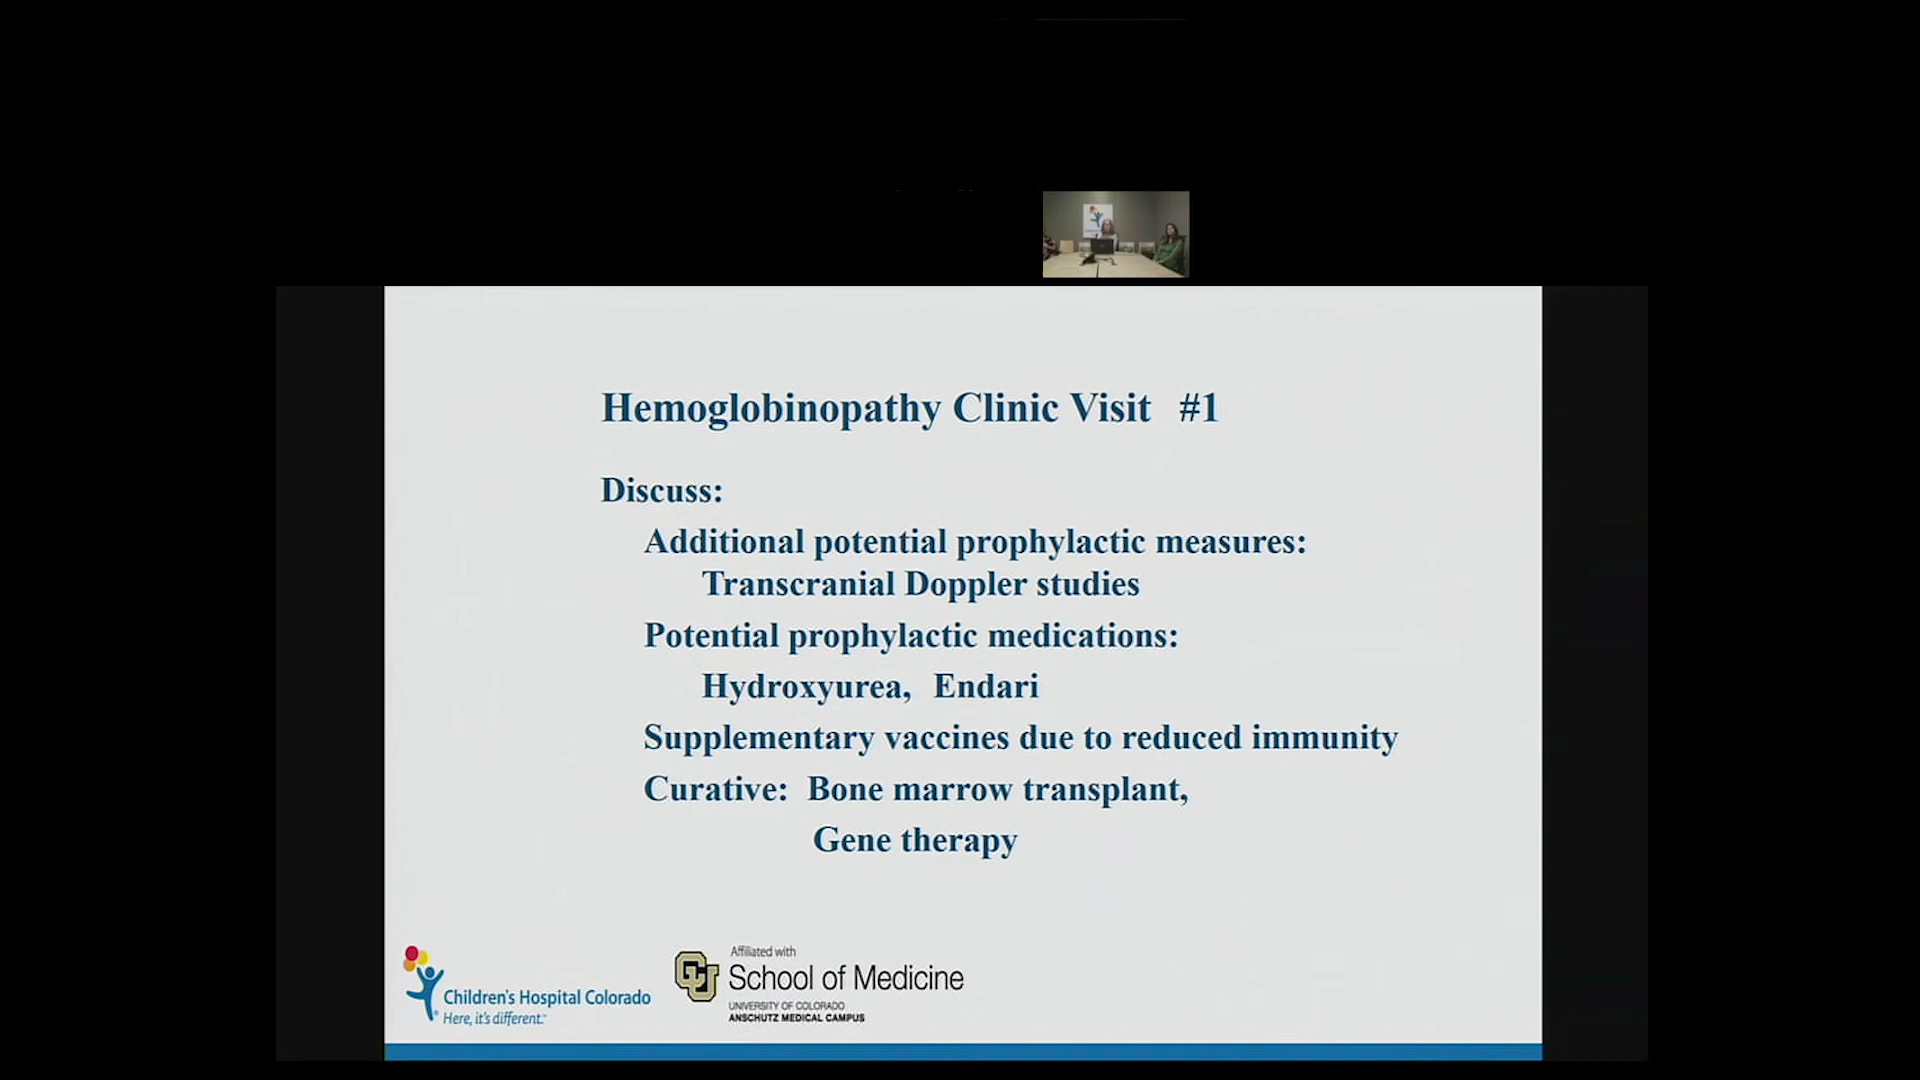 Hemoglobinopathy Clinic Visit #1
Discuss:
Additional potential prophylactic measures:
Transcranial Doppler studies
Potential prophylactic medications:
Hydroxyurea, Endari
Supplementary vaccines due to reduced immunity
Curative: Bone marrow transplant,
Gene therapy
Children's Hospital Colorado
Here, it's different.™
Affiliated with
CU
School of Medicine
UNIVERSITY OF COLORADO
ANSCHUTZ MEDICAL CAMPUS